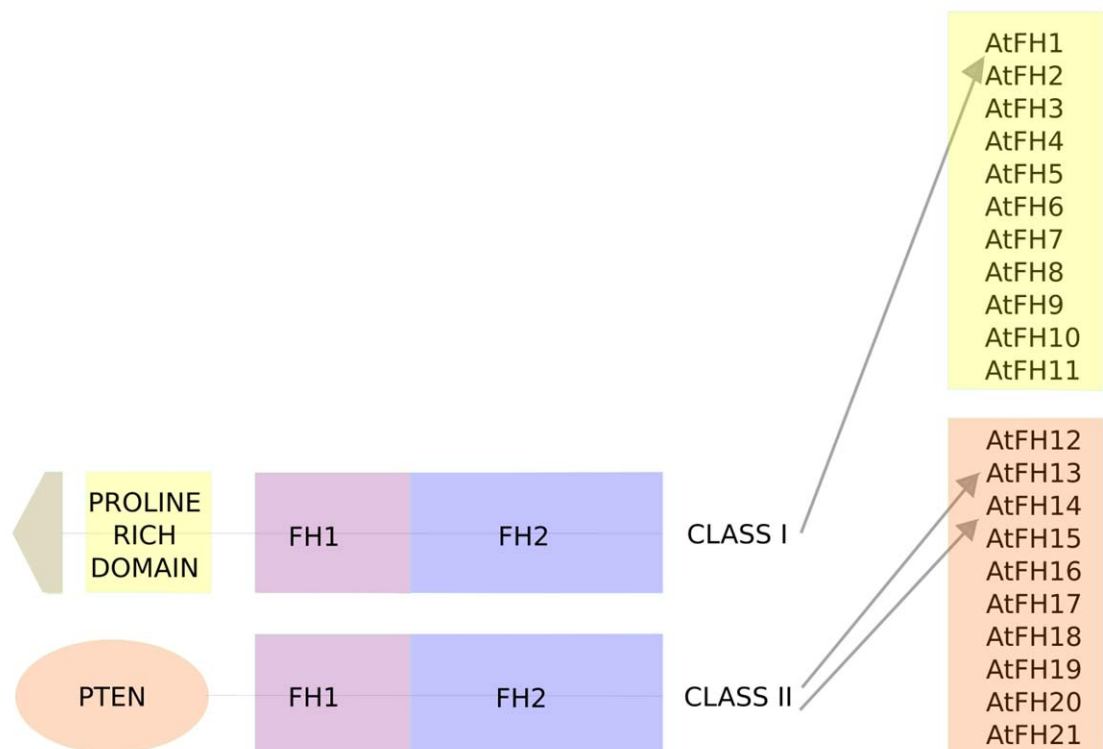 AtFH1
AtFH2
AtFH3
AtFH4
AtFH5
AtFH6
AtFH7
AtFH8
AtFH9
AtFH10
AtFH11
AtFH12
AtFH13
AtFH14
AtFH15
AtFH16
AtFH17
AtFH18
AtFH19
AtFH20
AtFH21
PROLINE
RICH
DOMAIN
FH1
FH2
CLASS I
PTEN
FH1
FH2
CLASS II